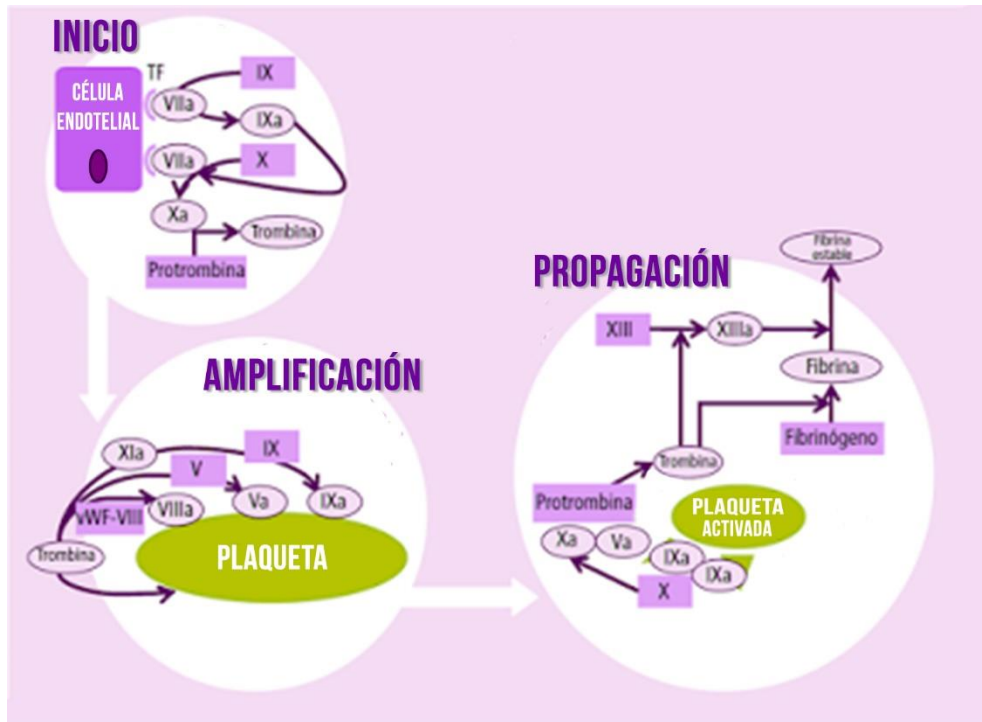 INICIO
CÉLULA
ENDOTELIAL
TF
IX
VIIa
IXa
VIIa
X
Xa
Trombina
Protrombina
AMPLIFICACIÓN
XIa
IX
V
vWF-VIII
VIIIa
Va
IXa
Trombina
PLAQUETA
PROPAGACIÓN
Fibrina
estable
XIII
XIIIa
Fibrina
Fibrinógeno
Trombina
Protrombina
PLAQUETA
ACTIVADA
Xa
Va
IXa
IXa
X